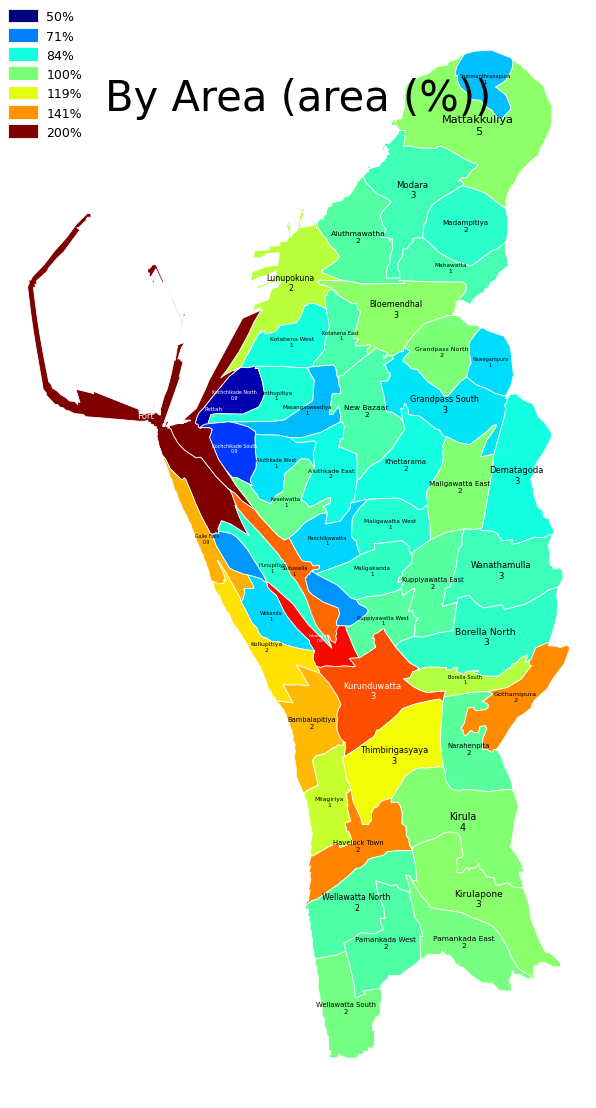 50%
71%
84%
100%
119%
141%
200%
By Area (area (%))
Sammanthranapura
1
Mattakkuliya
5
Modara
3
Madampitiya
2
Aluthmawatha
2
Mahawatta
1
Lunupokuna
2
Bloemendhal
3
Kotahena West
1
Kotahena East
1
Grandpass North
2
Nawagampura
1
Kochchikade North
0.9
Jinthupitiya
1
Masangasweediya
1
Grandpass South
3
New Bazaar
2
Pettah
Fort
Kochchikade South
0.9
Aluthkade West
1
Aluthkade East
2
Khettarama
2
Dematagoda
3
Maligawatta East
2
Keselwatta
1
Maligawatta West
1
Galle Face
0.9
Panchikawatta
1
Hunupitiya
1
Suduwella
1
Maligakanda
1
Kuppiyawatta East
2
Wanathamulla
3
Wekanda
1
Kuppiyawatta West
1
Kollupitiya
2
Borella North
3
Borella South
1
Kurunduwatta
3
Gothamipura
2
Bambalapitiya
2
Thimbirigasyaya
3
Narahenpita
2
Milagiriya
1
Kirula
4
Havelock Town
2
Wellawatta North
2
Kirulapone
3
Pamankada West
2
Pamankada East
2
Wellawatta South
2